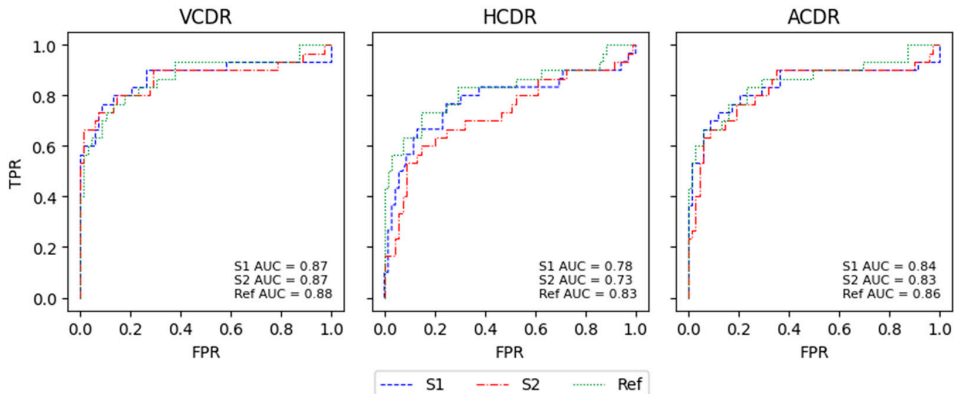 VCDR
HCDR
ACDR
TPR
1.0
0.8
0.6
0.4
0.2
0.0
S1 AUC = 0.87
S2 AUC = 0.87
Ref AUC = 0.88
S1 AUC = 0.78
S2 AUC = 0.73
Ref AUC = 0.83
S1 AUC = 0.84
S2 AUC = 0.83
Ref AUC = 0.86
0.0 0.2 0.4 0.6 0.8 1.0
0.0 0.2 0.4 0.6 0.8 1.0
0.0 0.2 0.4 0.6 0.8 1.0
FPR
FPR
FPR
S1 S2 Ref